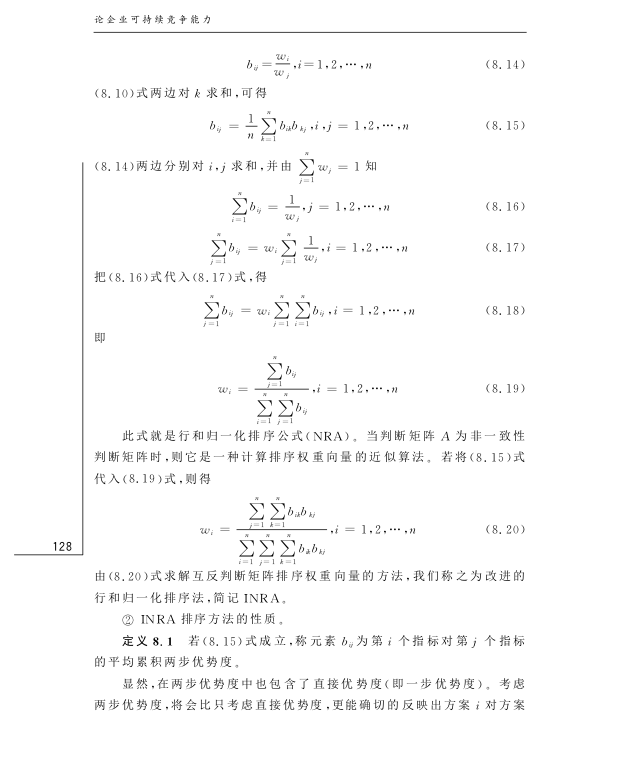 论企业可持续竞争能力
b_{ij} = \frac{w_i}{w_j}, i=1,2,…,n (8.14)
(8.10)式两边对 k 求和,可得
b_{ij} = \frac{1}{n} \sum_{k=1}^{n} b_{ik}b_{kj}, i,j = 1,2,…,n (8.15)
(8.14)两边分别对 i,j 求和,并由 \sum_{j=1}^{n} w_j = 1 知
\sum_{i=1}^{n} b_{ij} = \frac{1}{w_j}, j = 1,2,…,n (8.16)
\sum_{j=1}^{n} b_{ij} = w_i \sum_{j=1}^{n} \frac{1}{w_j}, i = 1,2,…,n (8.17)
把(8.16)式代入(8.17)式,得
\sum_{j=1}^{n} b_{ij} = w_i \sum_{j=1}^{n} \sum_{i=1}^{n} b_{ij}, i = 1,2,…,n (8.18)
即
w_i = \frac{\sum_{j=1}^{n} b_{ij}}{\sum_{i=1}^{n} \sum_{j=1}^{n} b_{ij}}, i = 1,2,…,n (8.19)
此式就是行和归一化排序公式(NRA)。当判断矩阵 A 为非一致性
判断矩阵时,则它是一种计算排序权重向量的近似算法。若将(8.15)式
代入(8.19)式,则得
w_i = \frac{\sum_{j=1}^{n} \sum_{k=1}^{n} b_{ik}b_{kj}}{\sum_{i=1}^{n} \sum_{j=1}^{n} \sum_{k=1}^{n} b_{ik}b_{kj}}, i = 1,2,…,n (8.20)
128
由(8.20)式求解互反判断矩阵排序权重向量的方法,我们称之为改进的
行和归一化排序法,简记 INRA。
② INRA 排序方法的性质。
定义 8.1 若(8.15)式成立,称元素 b_{ij} 为第 i 个指标对第 j 个指标
的平均累积两步优势度。
显然,在两步优势度中也包含了直接优势度(即一步优势度)。考虑
两步优势度,将会比只考虑直接优势度,更能确切的反映出方案 i 对方案